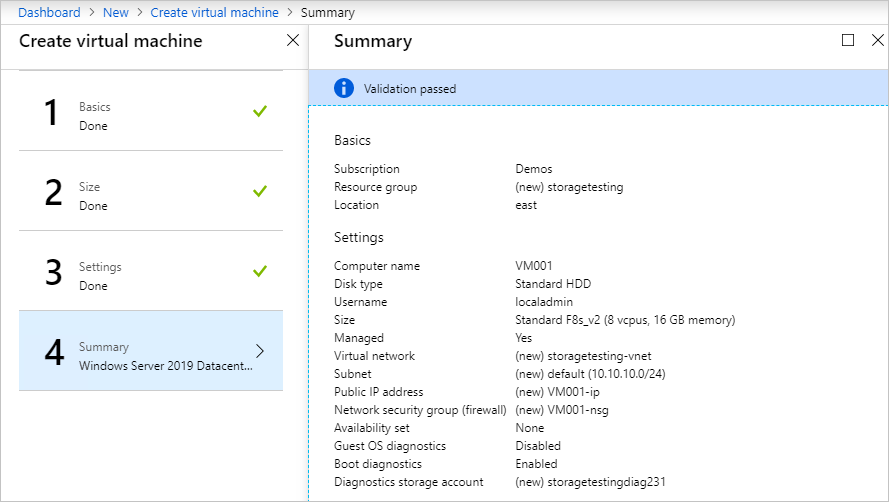 Dashboard > New > Create virtual machine > Summary
Create virtual machine
1 Basics
Done
2 Size
Done
3 Settings
Done
4 Summary
Windows Server 2019 Datacent...
Summary
Validation passed
Basics
Subscription Demos
Resource group (new) storagetesting
Location east
Settings
Computer name VM001
Disk type Standard HDD
Username localadmin
Size Standard F8s_v2 (8 vcpus, 16 GB memory)
Managed Yes
Virtual network (new) storagetesting-vnet
Subnet (new) default (10.10.10.0/24)
Public IP address (new) VM001-ip
Network security group (firewall) (new) VM001-nsg
Availability set None
Guest OS diagnostics Disabled
Boot diagnostics Enabled
Diagnostics storage account (new) storagetestingdiag231